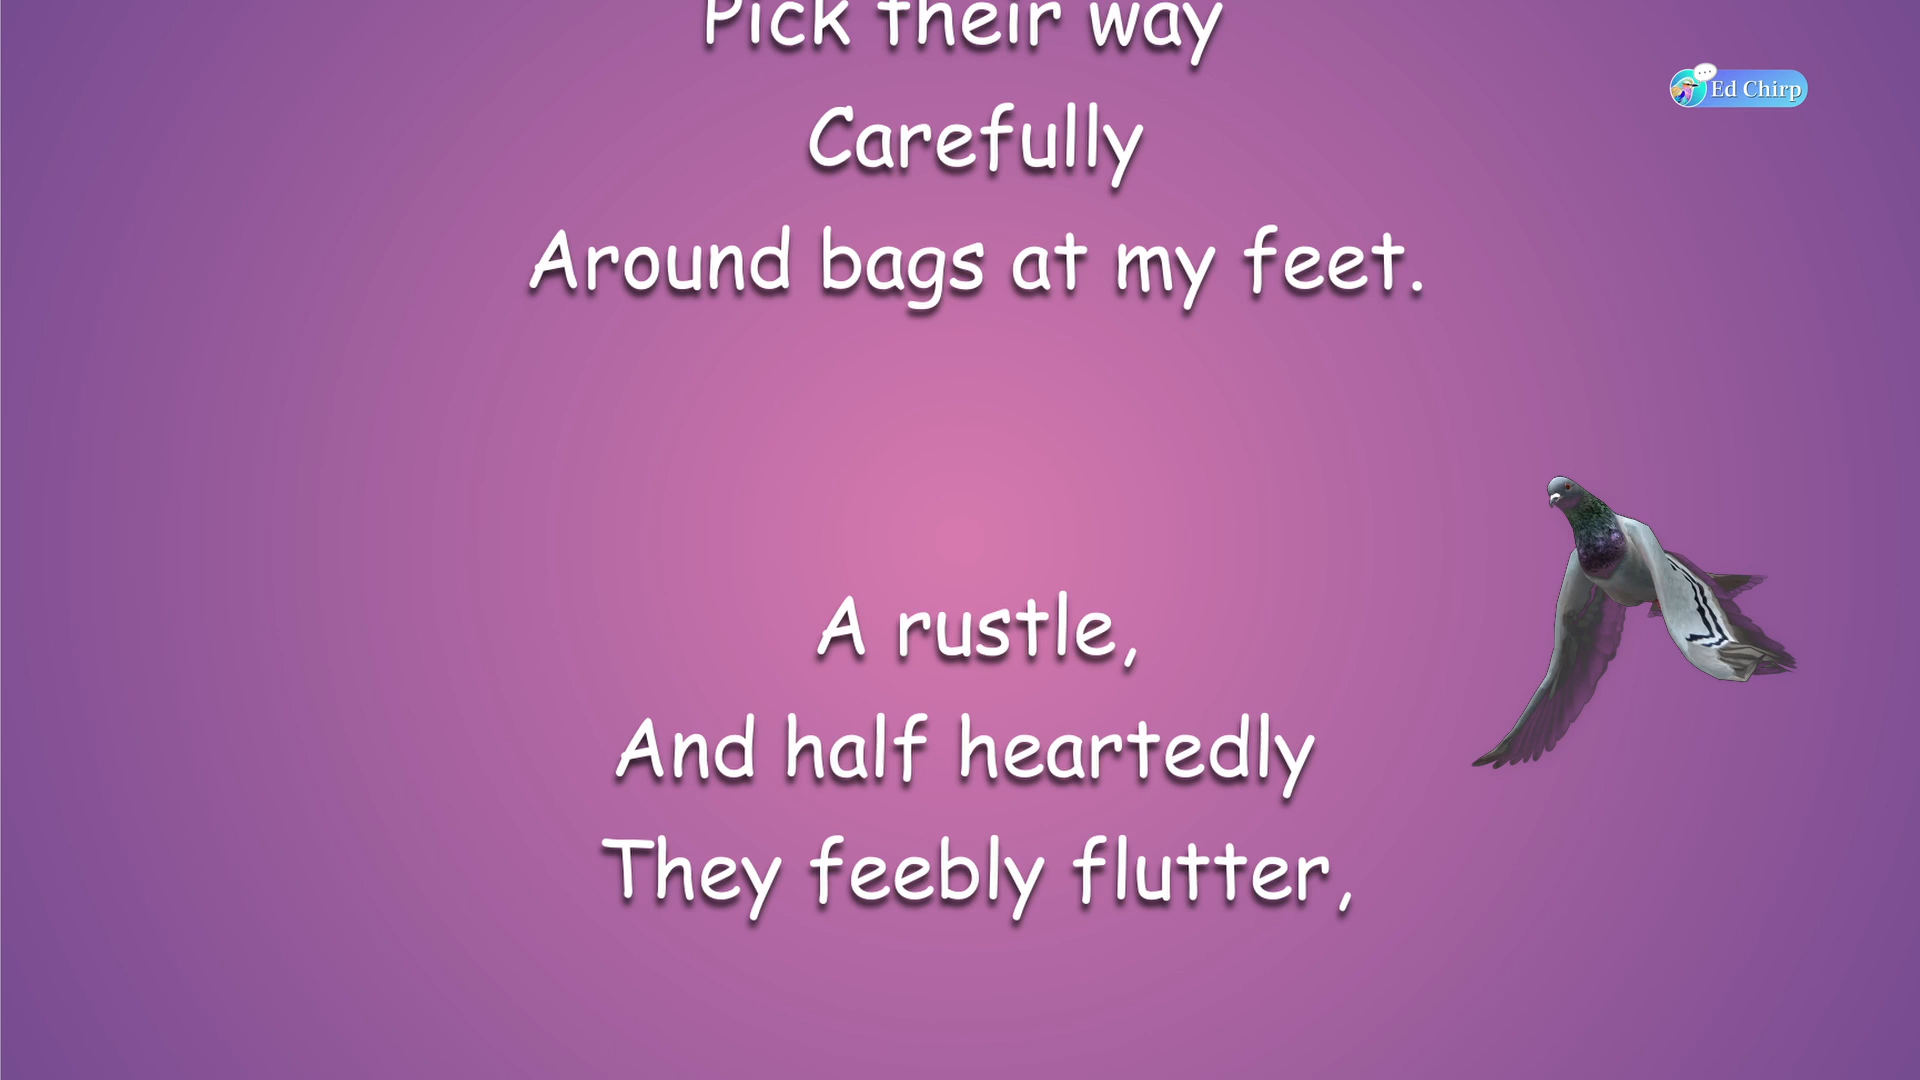 Pick their way
Ed Chirp
Carefully
Around bags at my feet.
A rustle,
And half heartedly
They feebly flutter,